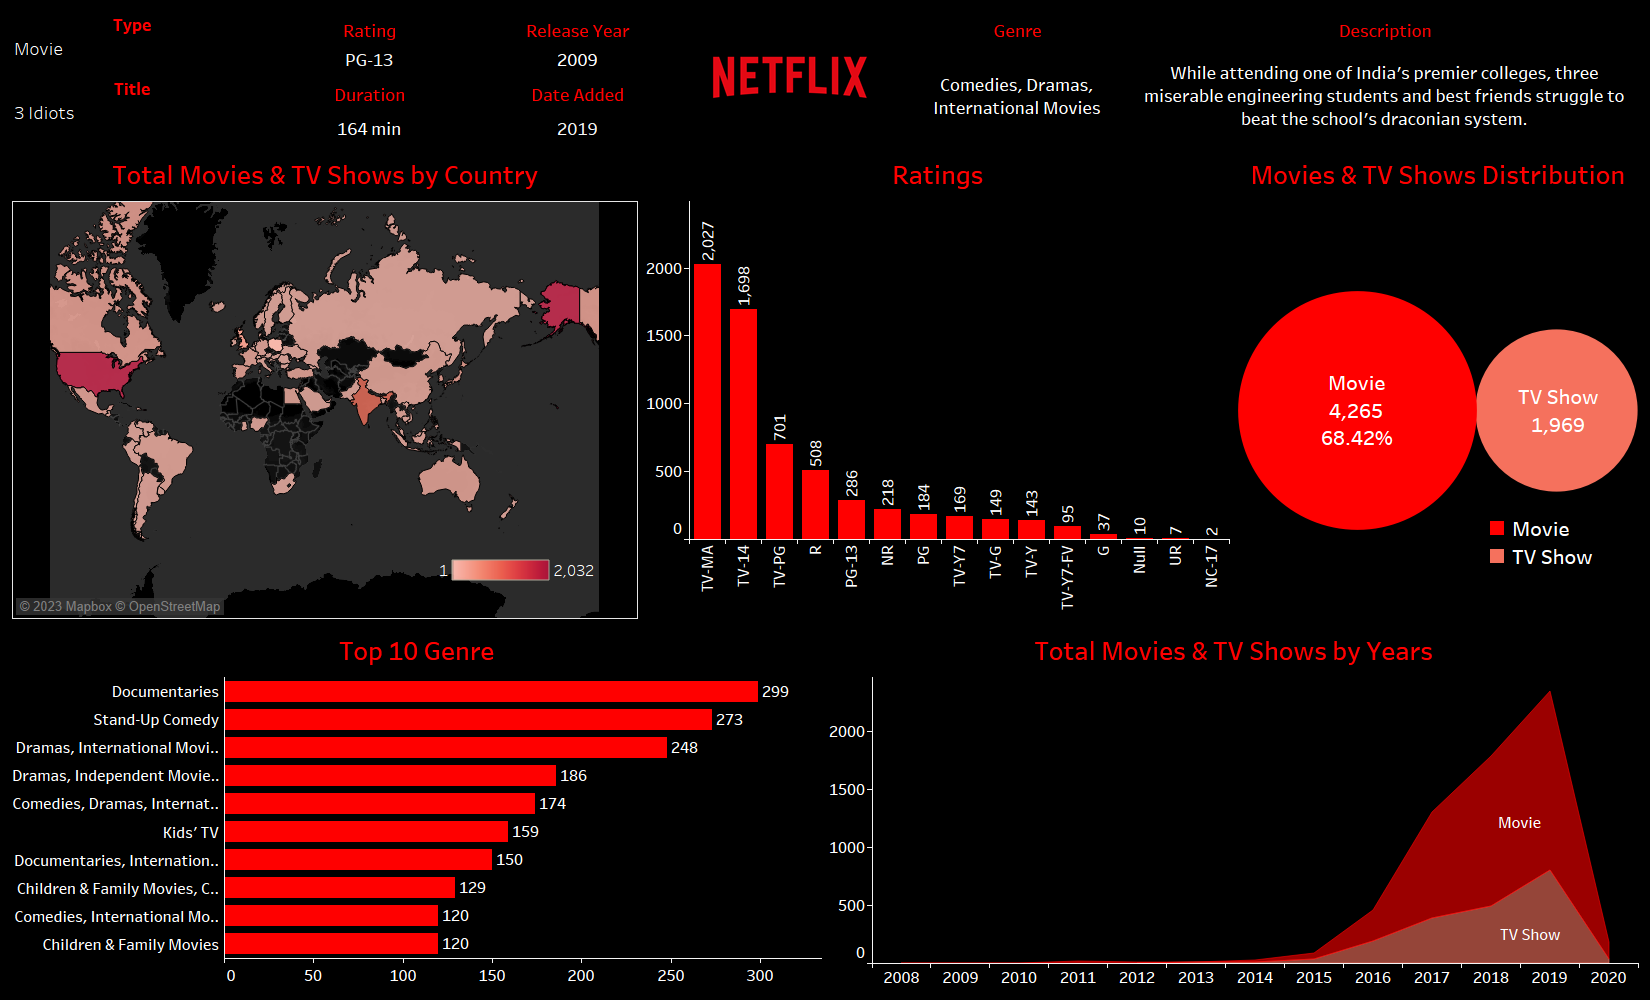 Type
Movie
Title
3 Idiots
Rating
PG-13
Duration
164 min
Release Year
2009
Date Added
2019
NETFLIX
Genre
Comedies, Dramas,
International Movies
Description
While attending one of India's premier colleges, three
miserable engineering students and best friends struggle to
beat the school's draconian system.
Total Movies & TV Shows by Country
1
2,032
© 2023 Mapbox © OpenStreetMap
Ratings
2000
1500
1000
500
0
2,027
1,698
701
508
286
218
184
169
149
143
95
37
10
7
2
TV-MA
TV-14
TV-PG
R
PG-13
NR
PG
TV-Y7
TV-G
TV-Y
TV-Y7-FV
G
Null
UR
NC-17
Movies & TV Shows Distribution
Movie
4,265
68.42%
TV Show
1,969
Movie
TV Show
Top 10 Genre
Documentaries 299
Stand-Up Comedy 273
Dramas, International Movi.. 248
Dramas, Independent Movie.. 186
Comedies, Dramas, Internat.. 174
Kids' TV 159
Documentaries, Internation.. 150
Children & Family Movies, C.. 129
Comedies, International Mo.. 120
Children & Family Movies 120
0 50 100 150 200 250 300
Total Movies & TV Shows by Years
2000
1500
1000
500
0
Movie
TV Show
2008 2009 2010 2011 2012 2013 2014 2015 2016 2017 2018 2019 2020